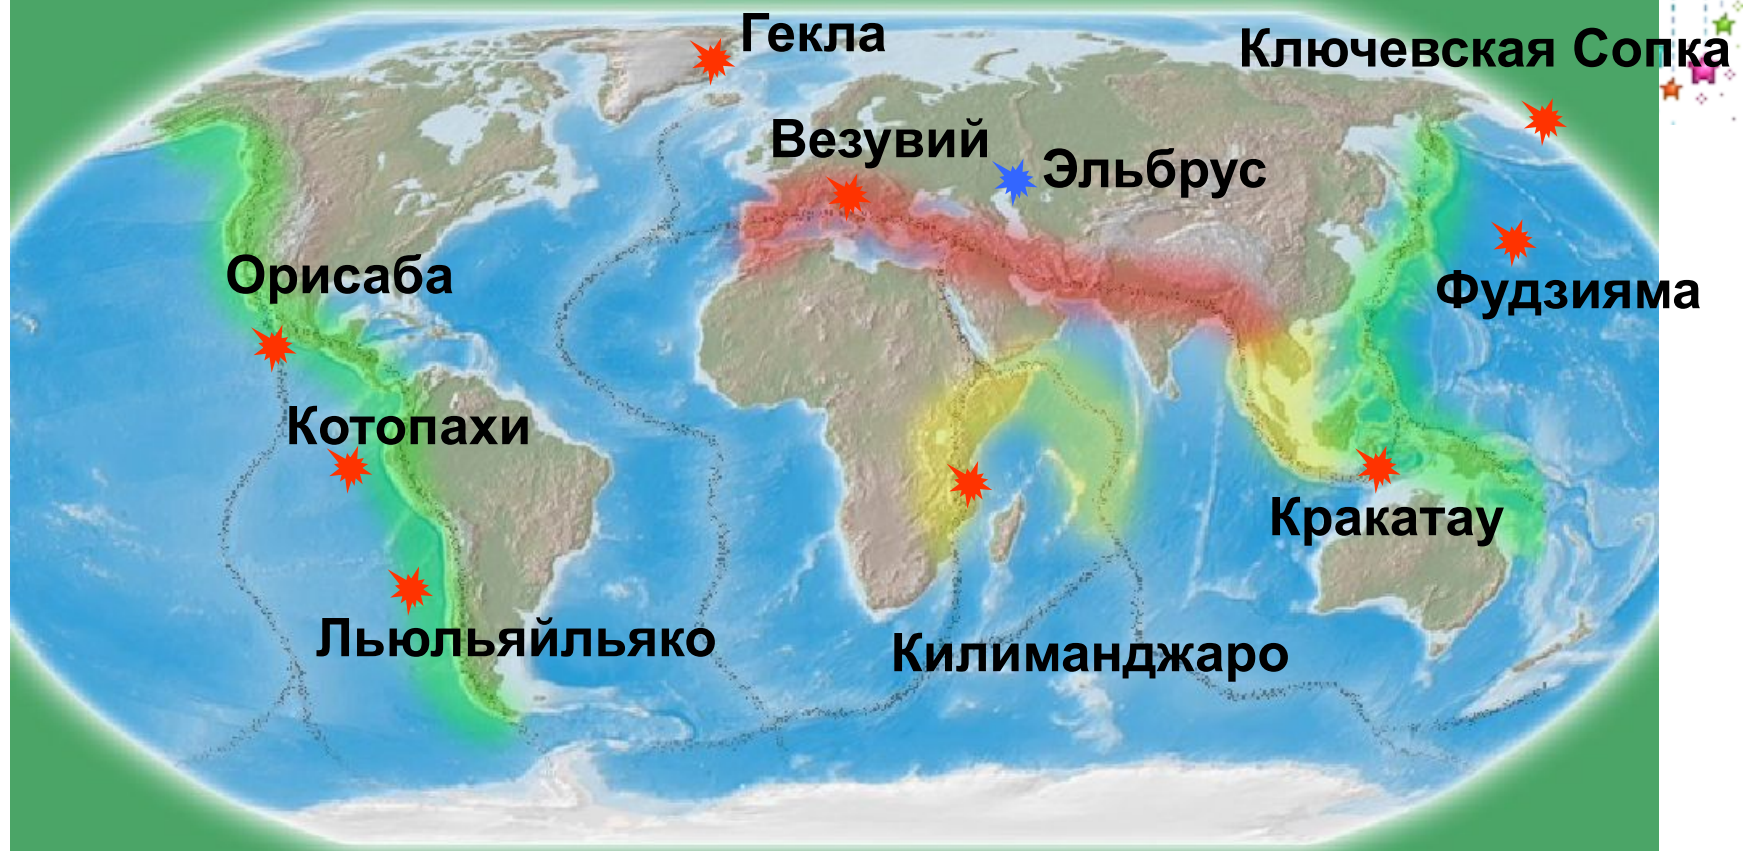 Гекла
Ключевская Сопка
Везувий
Эльбрус
Орисаба
Фудзияма
Котопахи
Кракатау
Льюльяйльяко
Килиманджаро